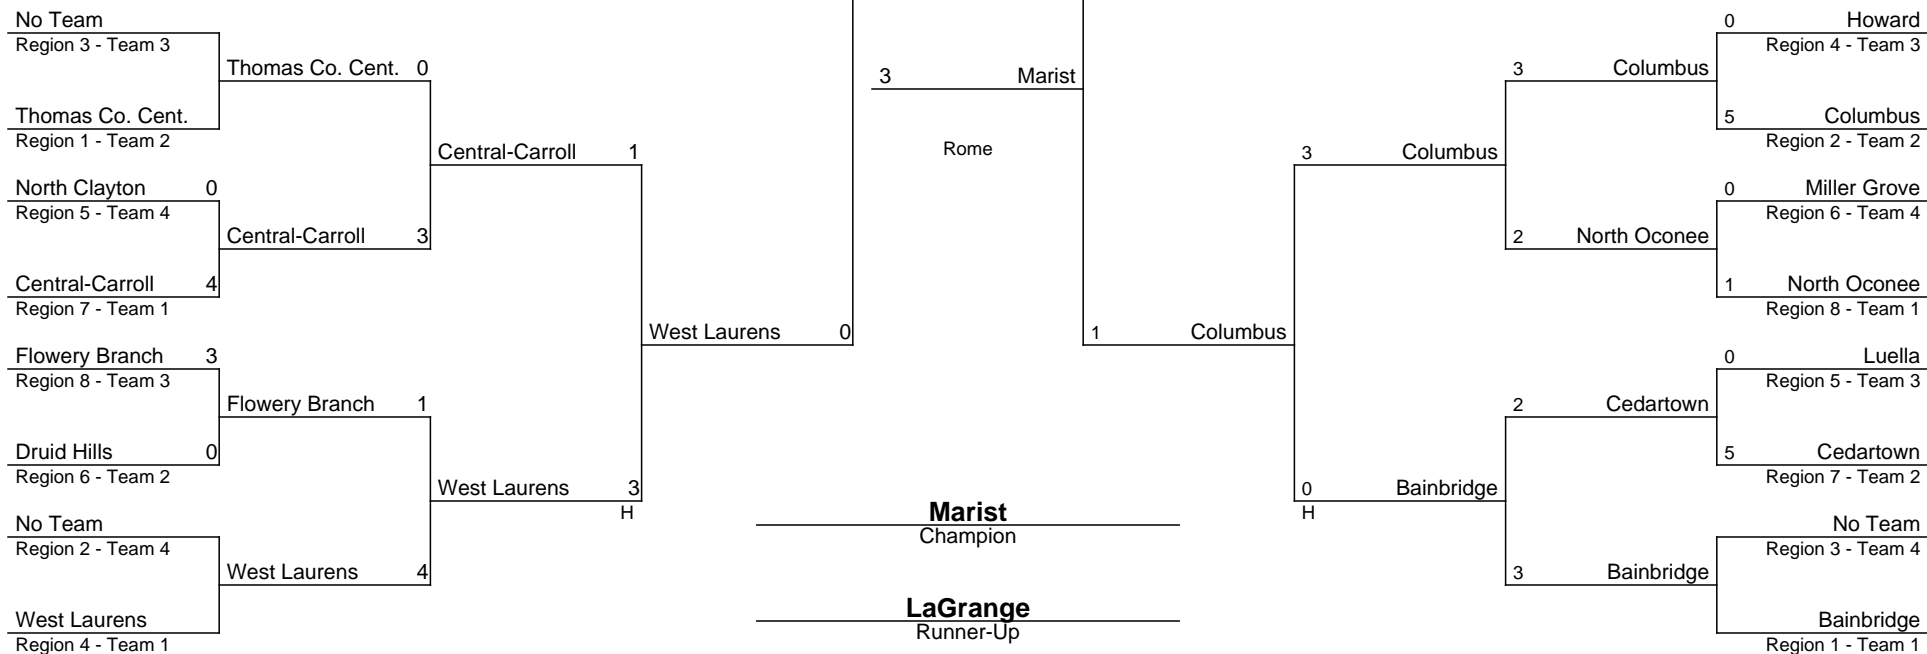 No Team
Region 3 - Team 3
Thomas Co. Cent. 0
Thomas Co. Cent.
Region 1 - Team 2
Central-Carroll 1
North Clayton 0
Region 5 - Team 4
Central-Carroll 3
Central-Carroll 4
Region 7 - Team 1
West Laurens 0
Flowery Branch 3
Region 8 - Team 3
Flowery Branch 1
Druid Hills 0
Region 6 - Team 2
West Laurens 3
H
No Team
Region 2 - Team 4
West Laurens 4
West Laurens
Region 4 - Team 1
3 Marist
Rome
Marist
Champion
LaGrange
Runner-Up
0 Howard
Region 4 - Team 3
3 Columbus
5 Columbus
Region 2 - Team 2
3 Columbus
0 Miller Grove
Region 6 - Team 4
2 North Oconee
1 North Oconee
Region 8 - Team 1
1 Columbus
0 Luella
Region 5 - Team 3
2 Cedartown
5 Cedartown
Region 7 - Team 2
0 Bainbridge
H
No Team
Region 3 - Team 4
3 Bainbridge
Bainbridge
Region 1 - Team 1